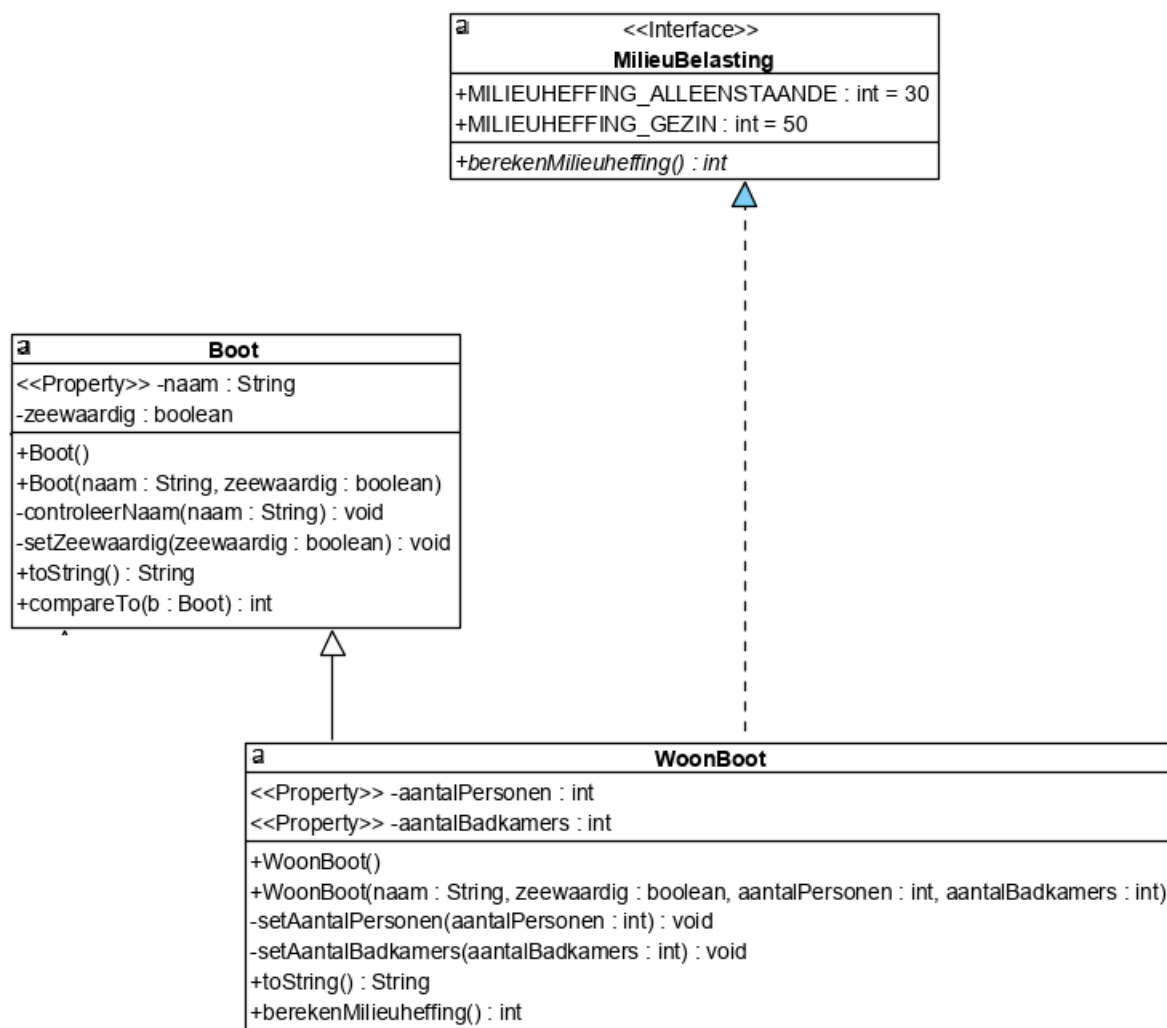 a
<<Interface>>
MilieuBelasting
+MILIEUHEFFING_ALLEENSTAANDE : int = 30
+MILIEUHEFFING_GEZIN : int = 50
+berekenMilieuheffing() : int
a
Boot
<<Property>> -naam : String
-zeewaardig : boolean
+Boot()
+Boot(naam : String, zeewaardig : boolean)
-controleerNaam(naam : String) : void
-setZeewaardig(zeewaardig : boolean) : void
+toString() : String
+compareTo(b : Boot) : int
a
WoonBoot
<<Property>> -aantalPersonen : int
<<Property>> -aantalBadkamers : int
+WoonBoot()
+WoonBoot(naam : String, zeewaardig : boolean, aantalPersonen : int, aantalBadkamers : int)
-setAantalPersonen(aantalPersonen : int) : void
-setAantalBadkamers(aantalBadkamers : int) : void
+toString() : String
+berekenMilieuheffing() : int